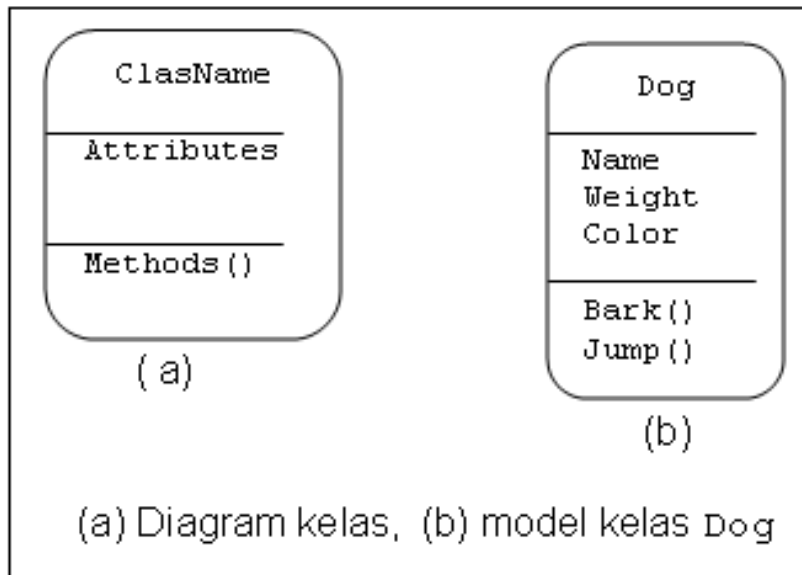 ClasName
Attributes
Methods()
( a)
Dog
Name
Weight
Color
Bark()
Jump()
(b)
(a) Diagram kelas, (b) model kelas Dog